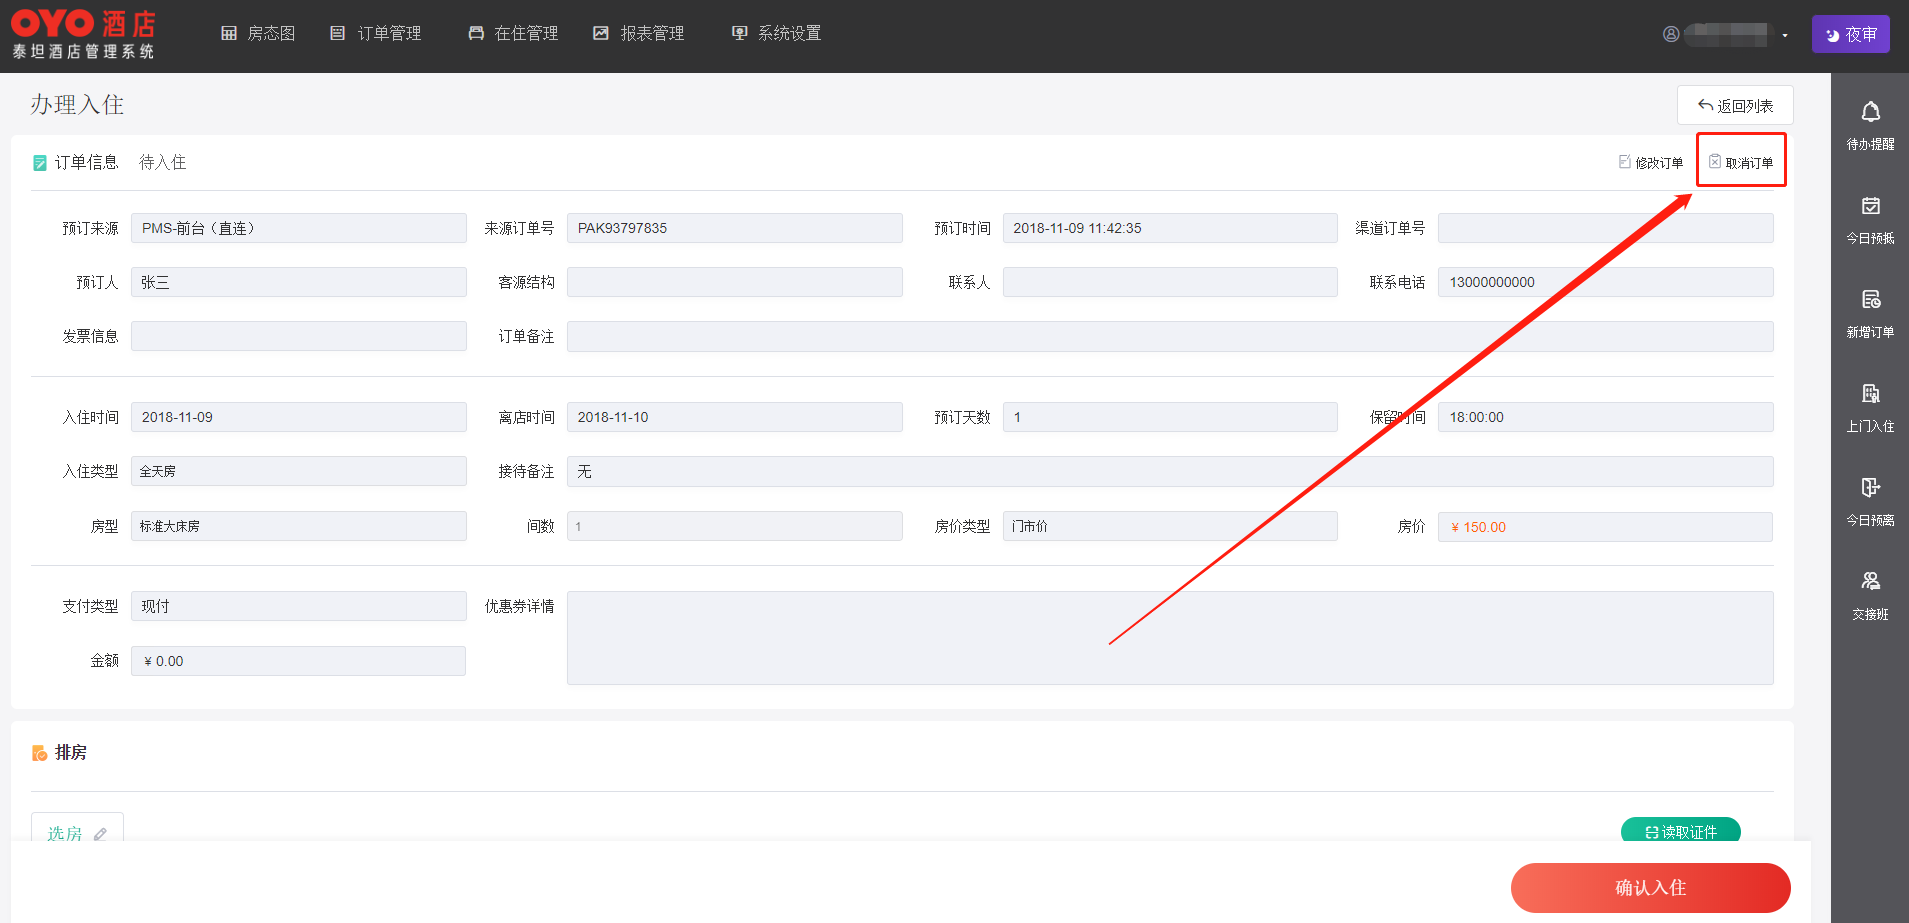 OYO 酒店
泰坦酒店管理系统
房态图 订单管理 在住管理 报表管理 系统设置
夜审
办理入住
返回列表
订单信息 待入住
修改订单 取消订单
预订来源 PMS-前台（直连） 来源订单号 PAK93797835 预订时间 2018-11-09 11:42:35 渠道订单号
预订人 张三 客源结构 联系人 联系电话 13000000000
发票信息 订单备注
入住时间 2018-11-09 离店时间 2018-11-10 预订天数 1 保留时间 18:00:00
入住类型 全天房 接待备注 无
房型 标准大床房 间数 1 房价类型 门市价 房价 ¥ 150.00
支付类型 现付 优惠券详情
金额 ¥ 0.00
排房
选房 读取证件
确认入住
待办提醒
今日预抵
新增订单
上门入住
今日预离
交接班